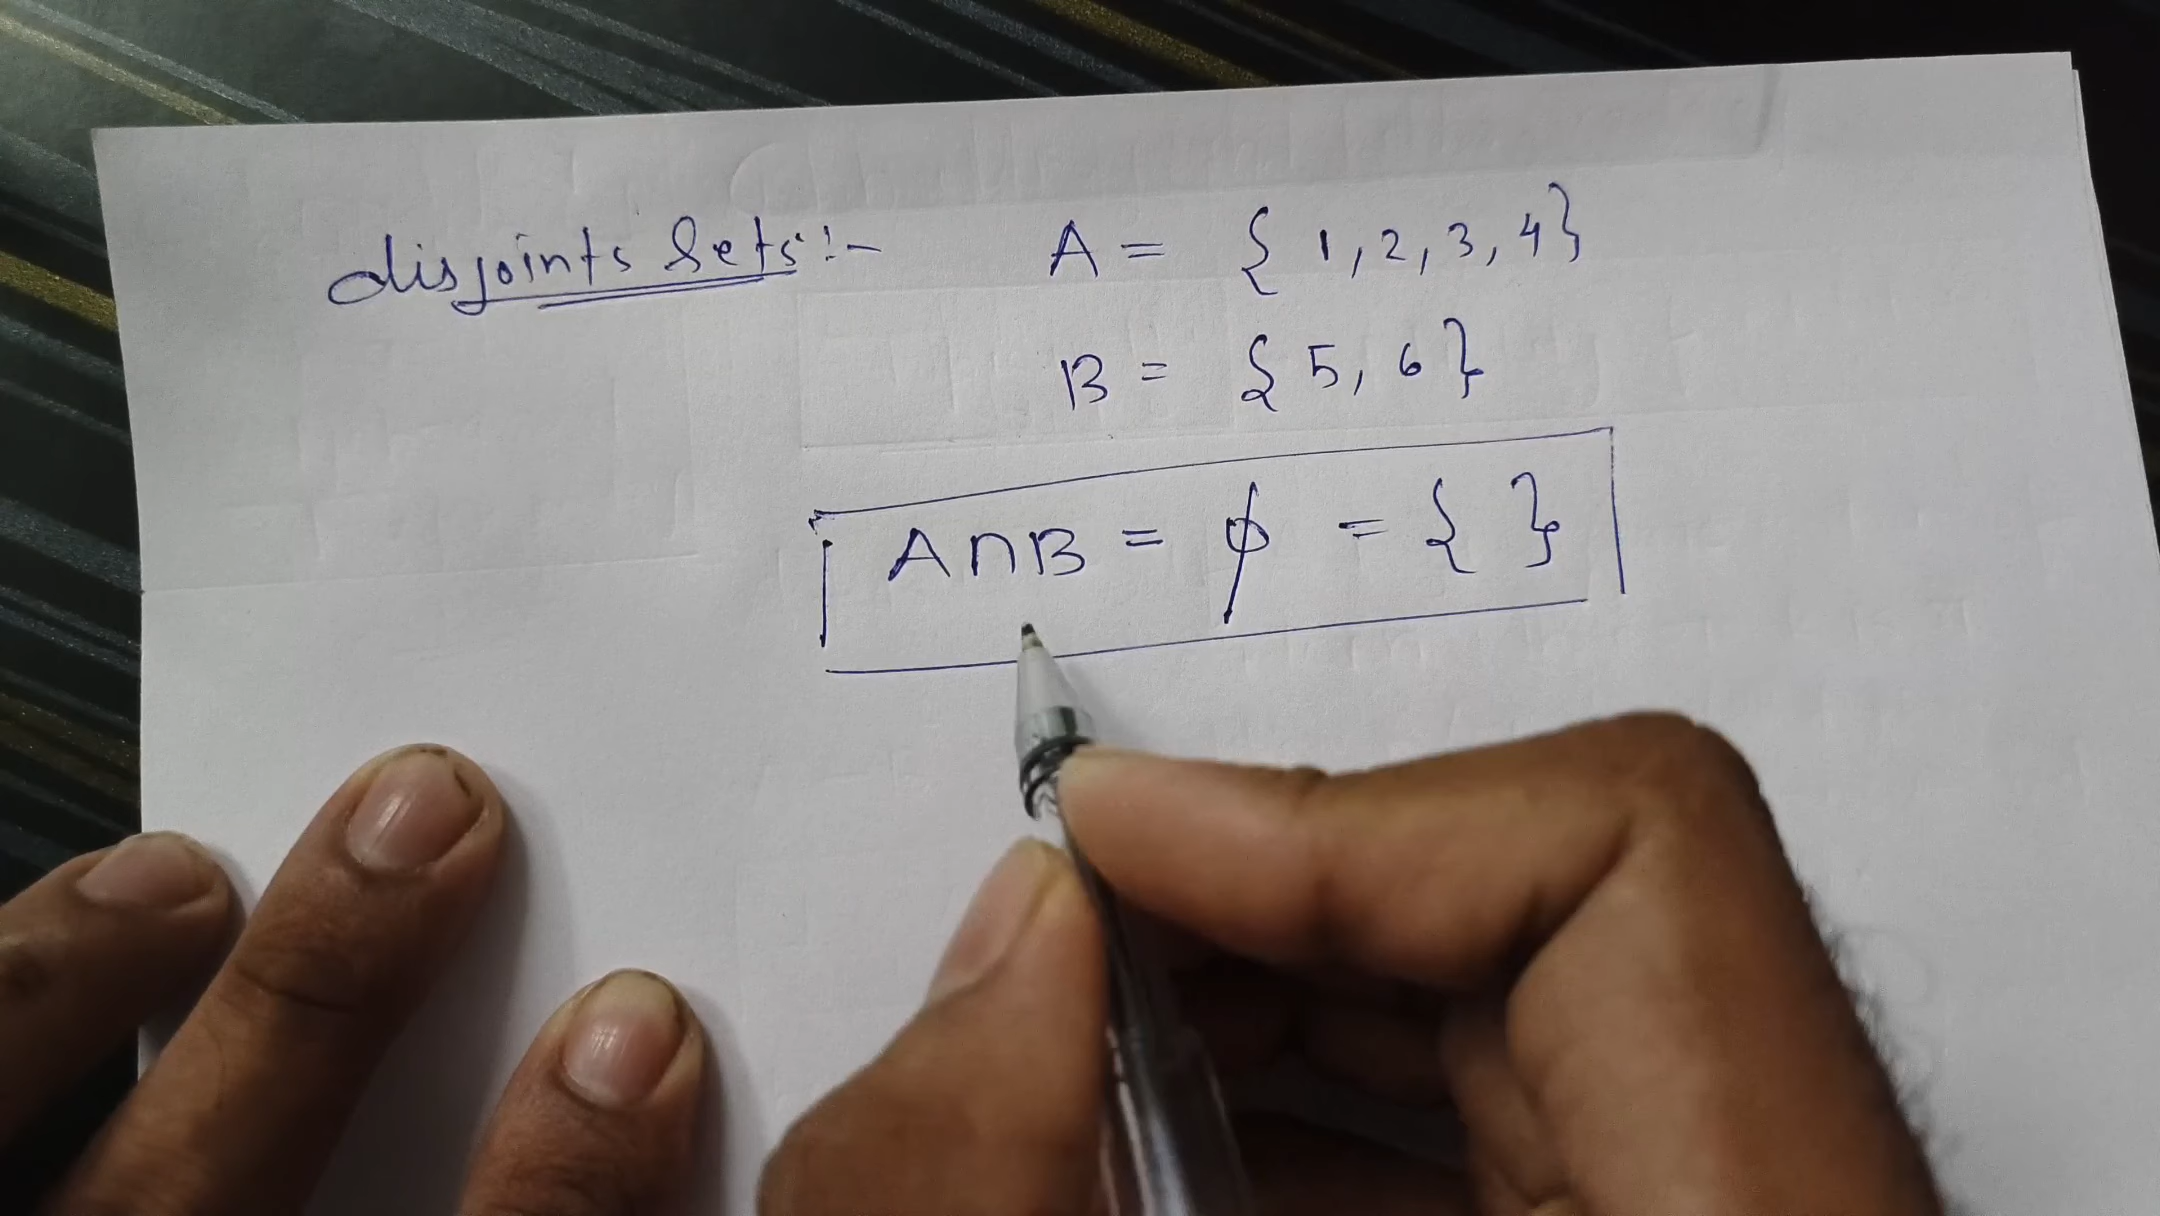 disjoints Sets:- A = { 1, 2, 3, 4}
B = { 5, 6 }
A∩B = ϕ = { }